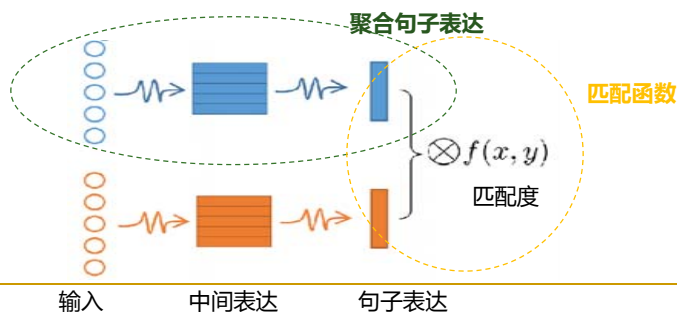 聚合句子表达
匹配函数
⊗f(x, y)
匹配度
输入
中间表达
句子表达